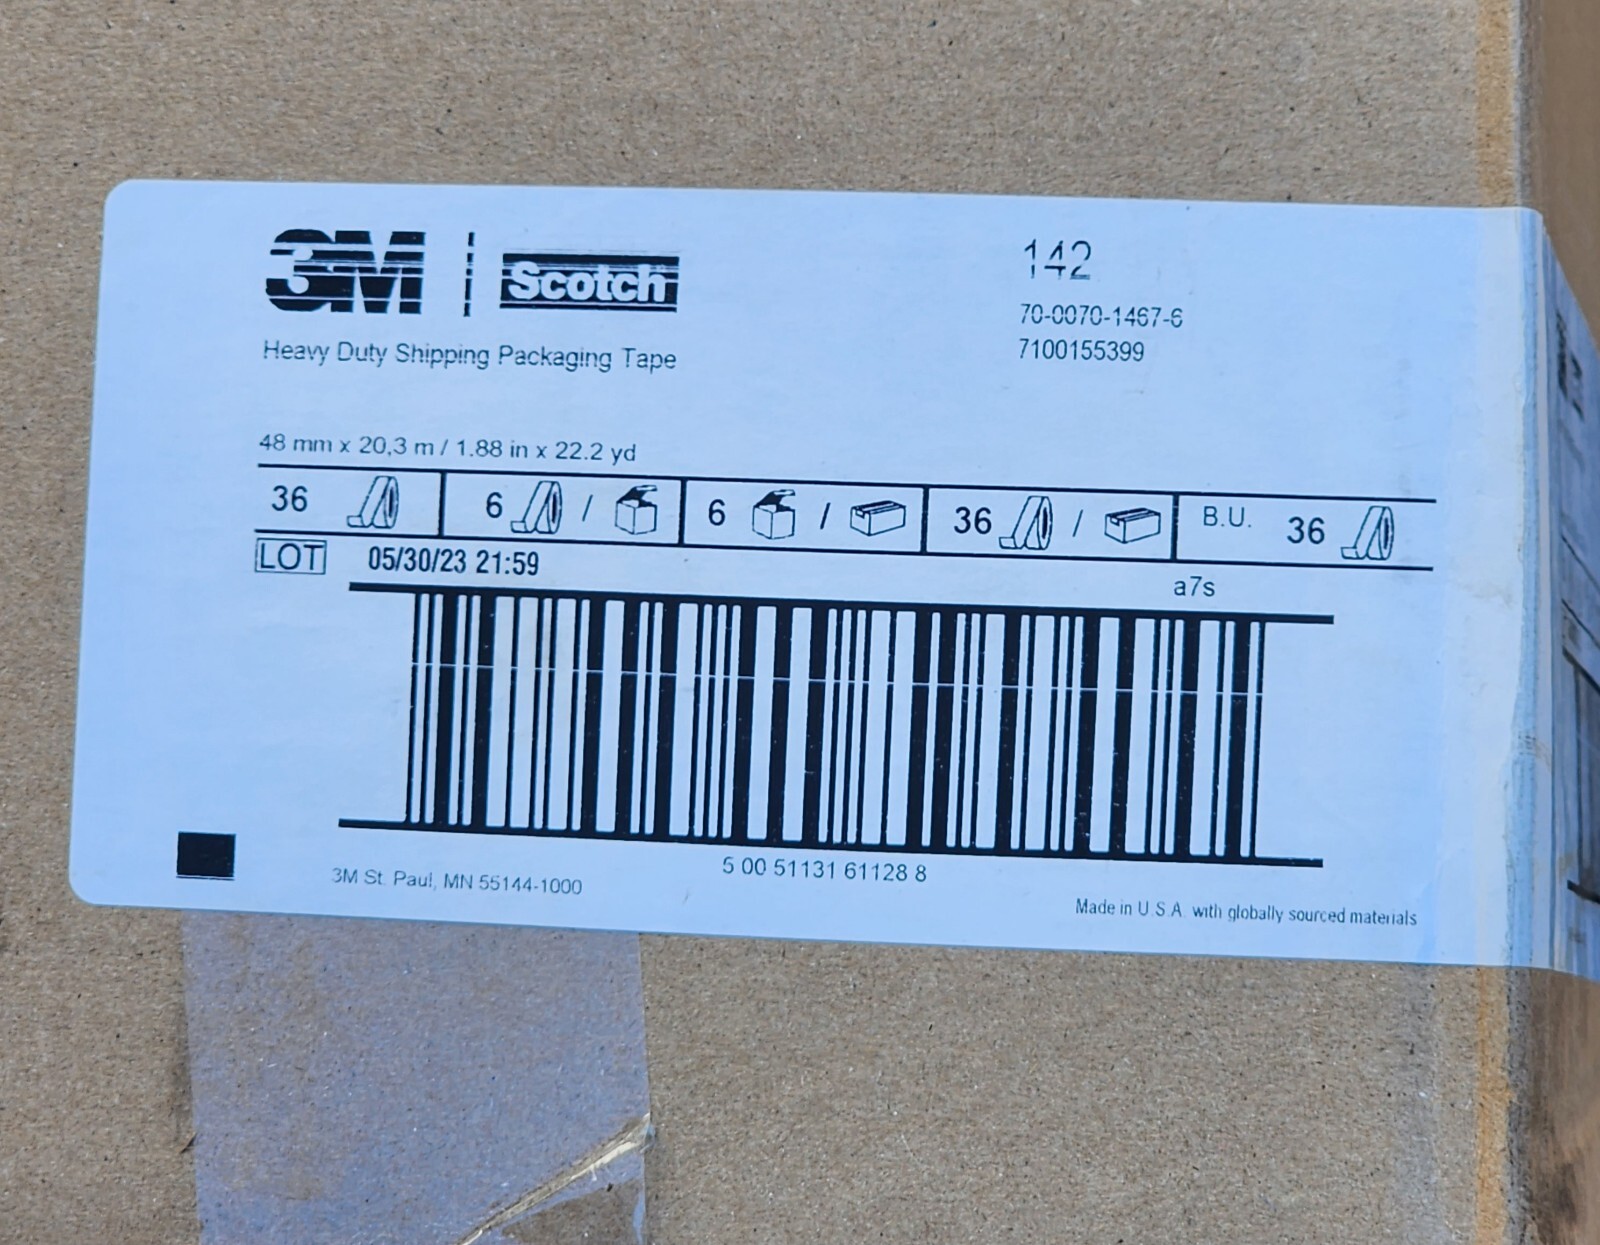 3M | Scotch
142
70-0070-1467-6
7100155399
Heavy Duty Shipping Packaging Tape
48 mm x 20,3 m / 1.88 in x 22.2 yd
36 6 / 6 / 36 / B.U. 36
LOT 05/30/23 21:59
a7s
5 00 51131 61128 8
3M St. Paul, MN 55144-1000
Made in U.S.A. with globally sourced materials